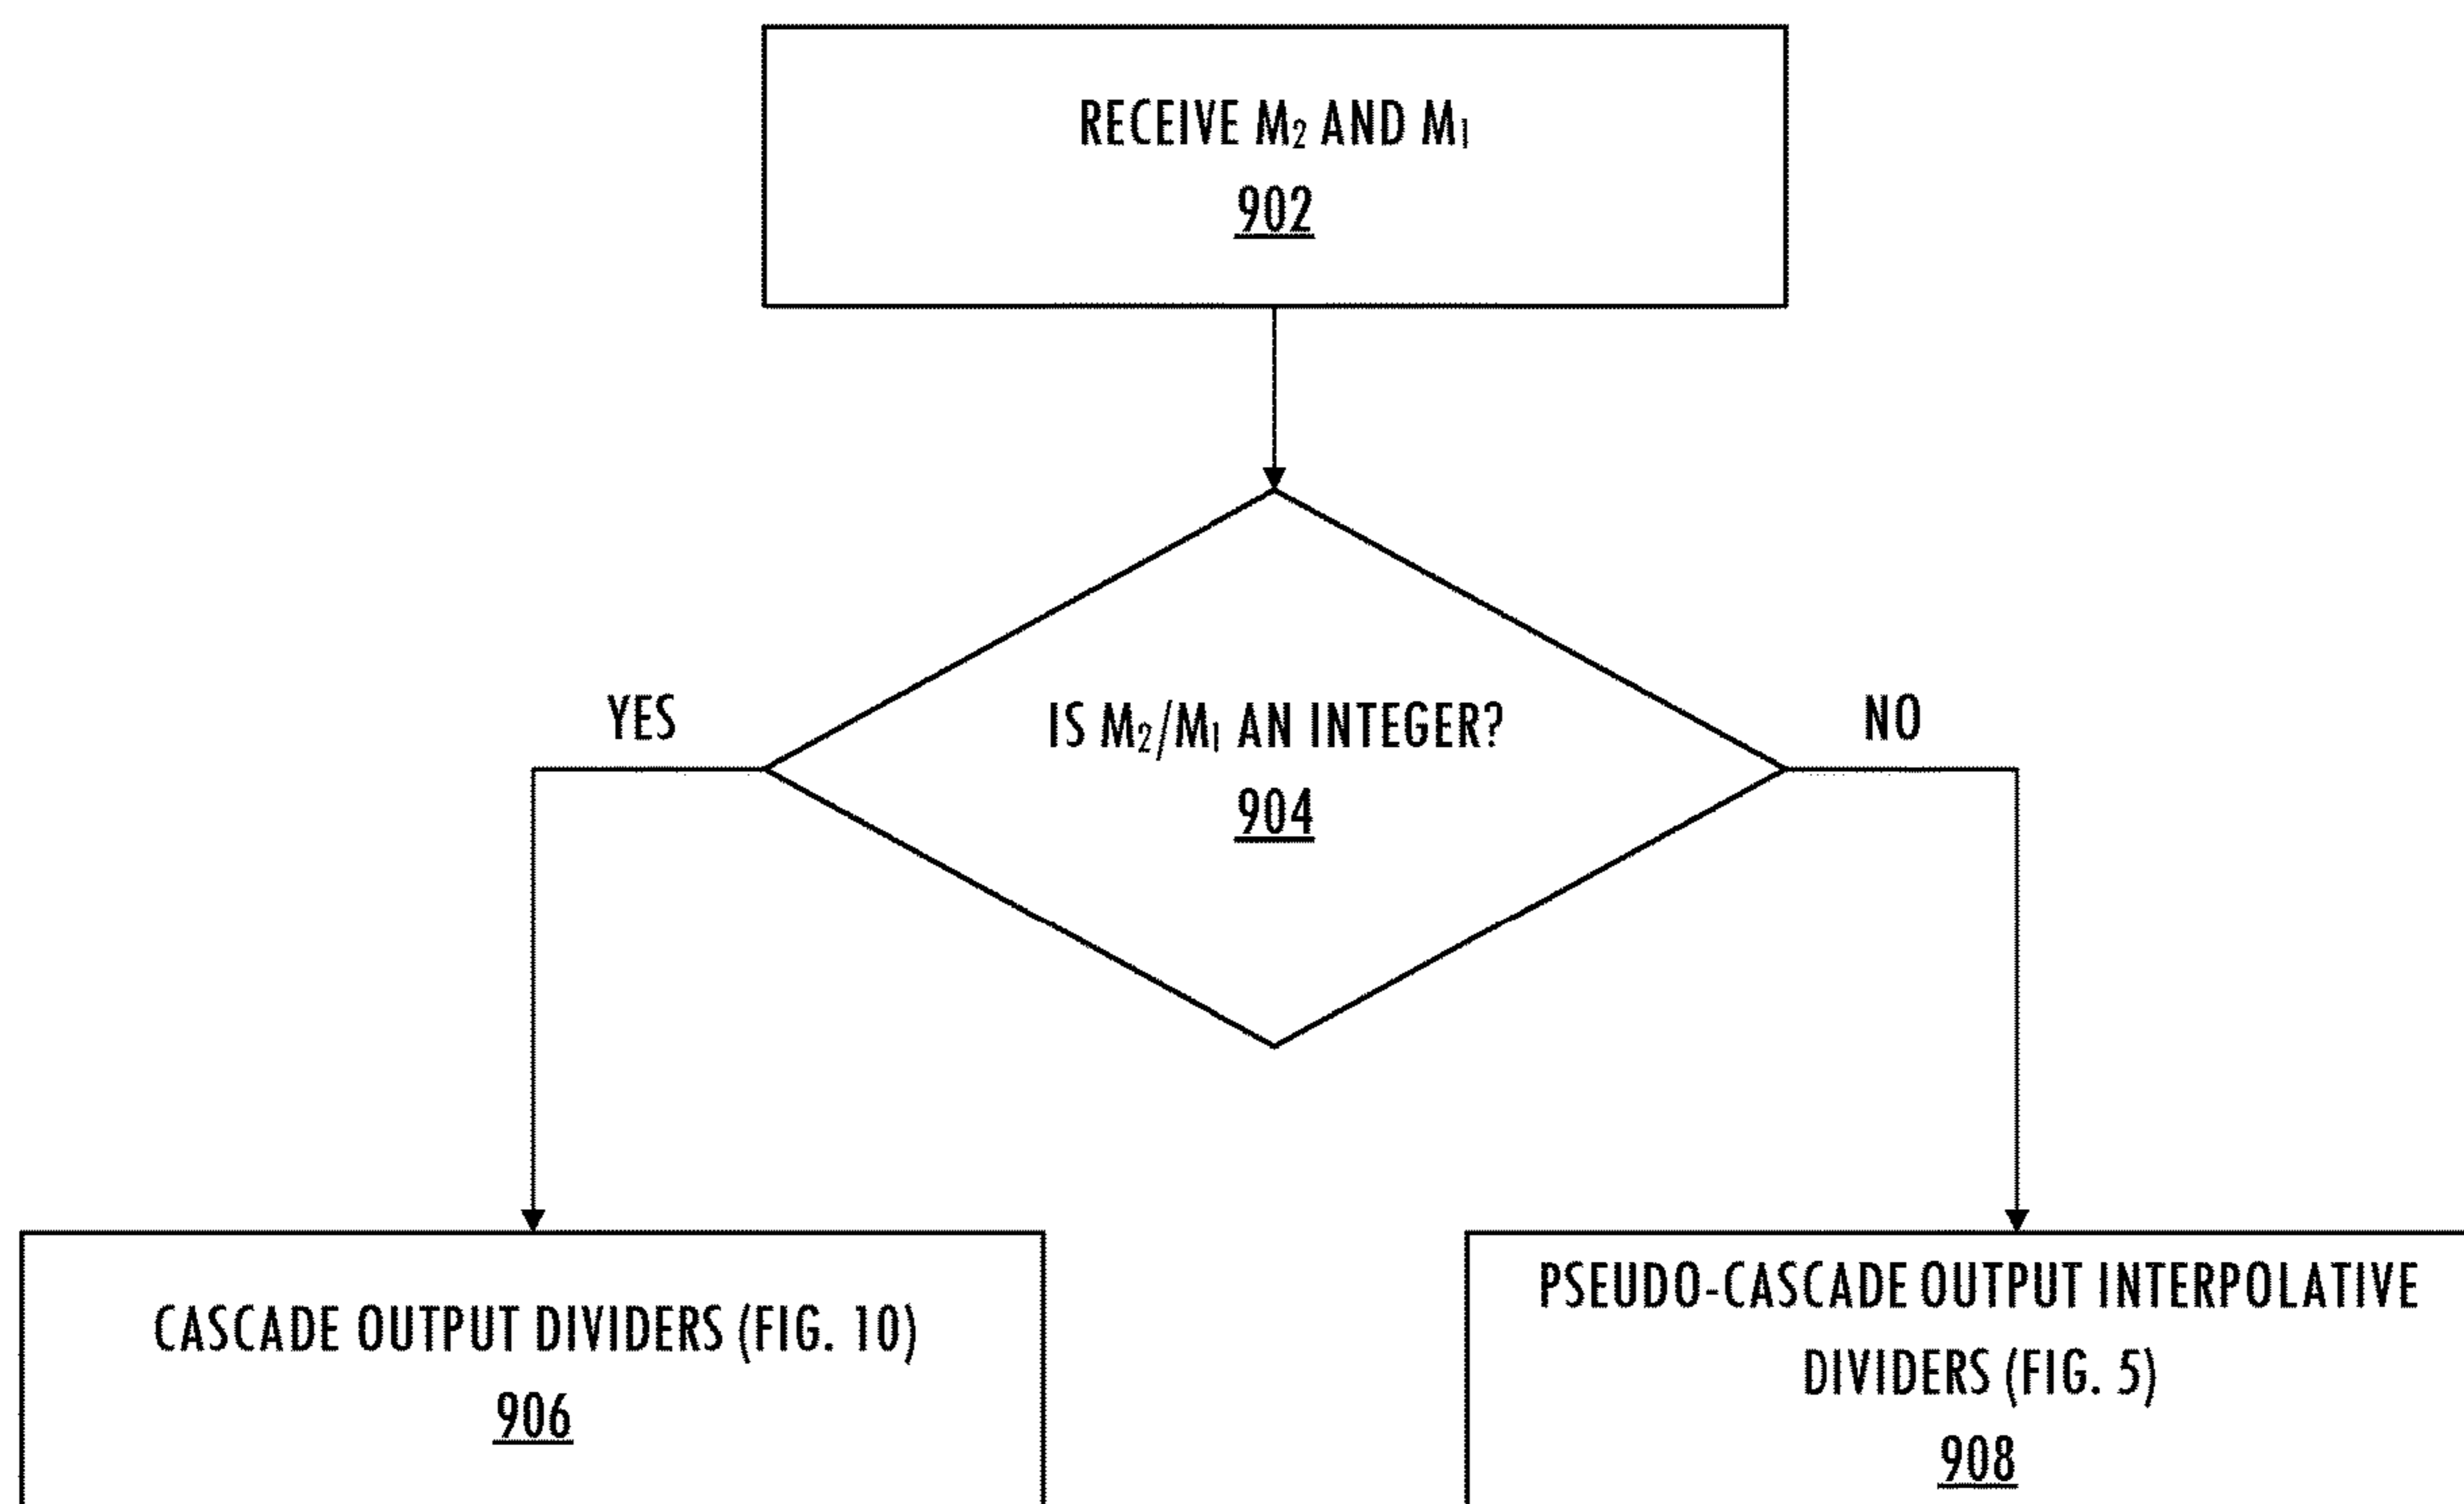 RECEIVE M₂ AND M₁
902
IS M₂/M₁ AN INTEGER?
904
YES
NO
CASCADE OUTPUT DIVIDERS (FIG. 10)
906
PSEUDO-CASCADE OUTPUT INTERPOLATIVE
DIVIDERS (FIG. 5)
908